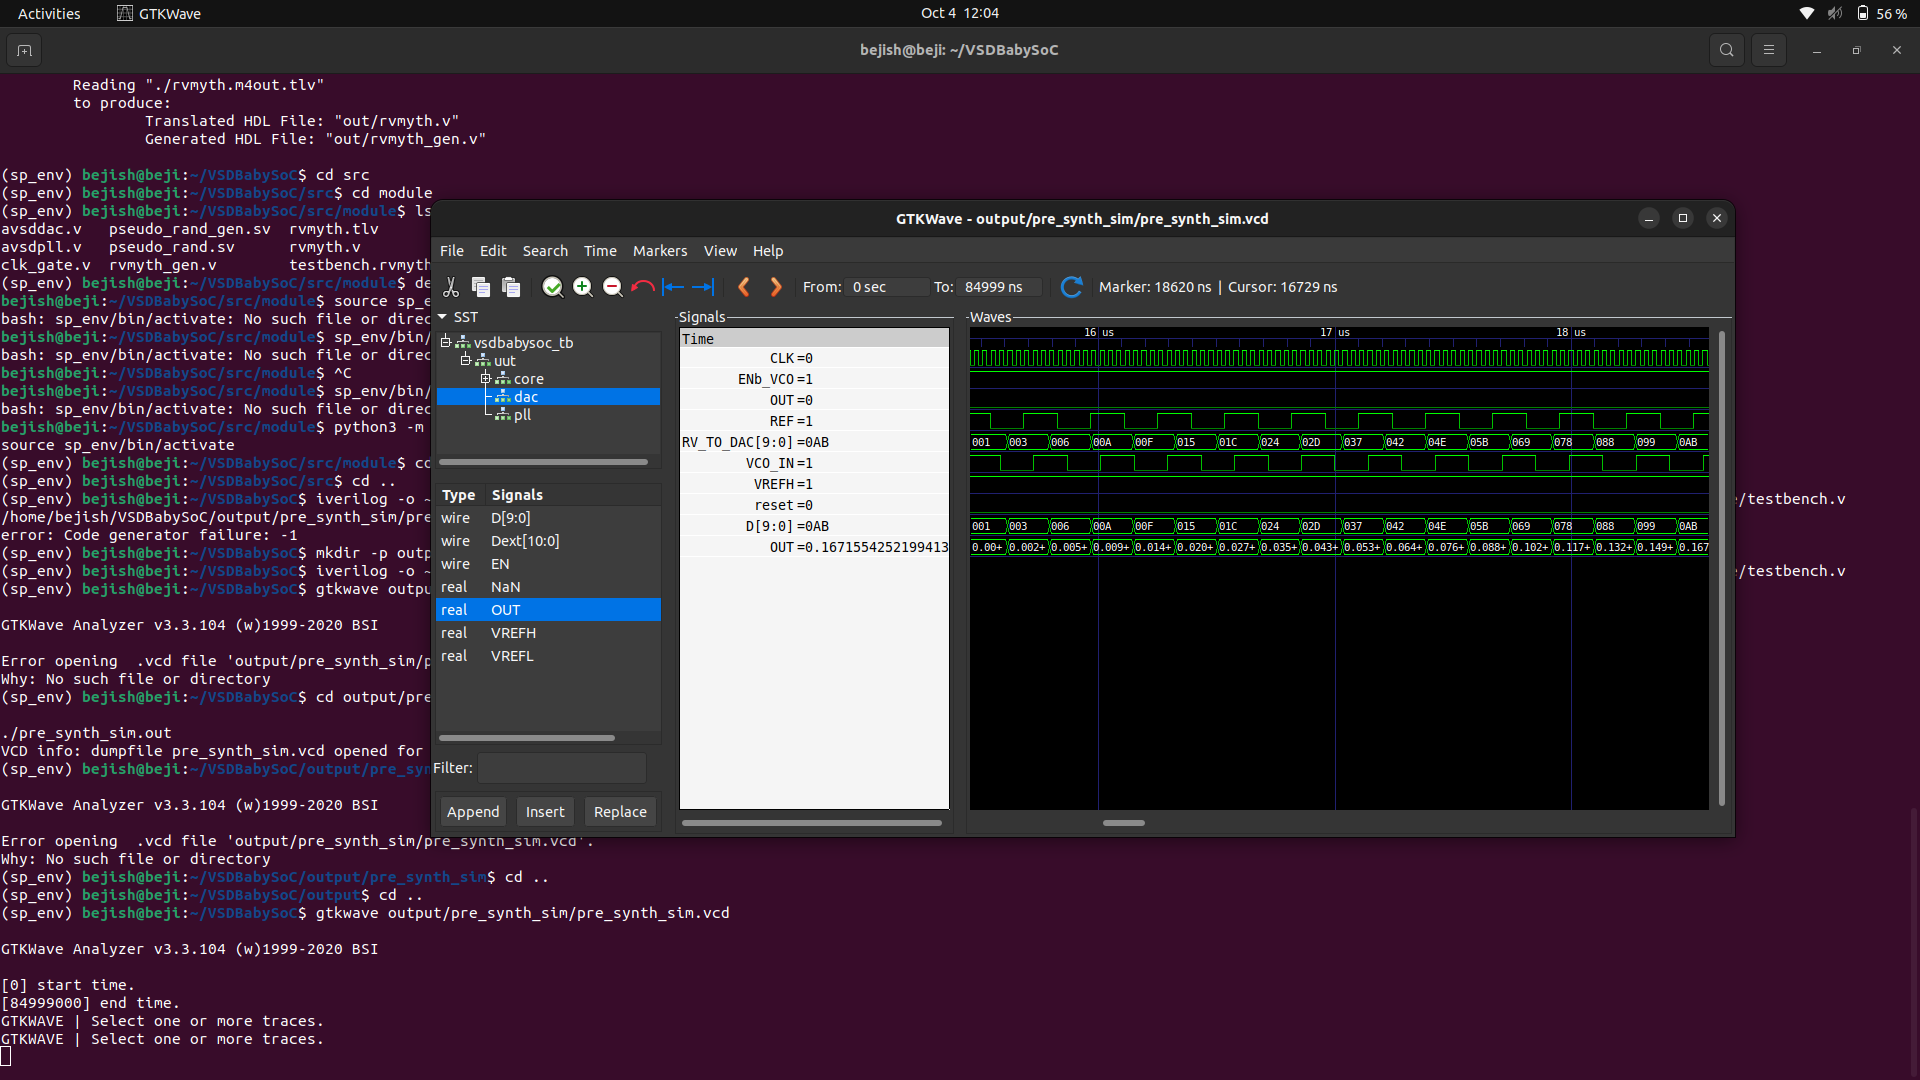 Activities GTKWave Oct 4 12:04 56 %
bejish@beji: ~/VSDBabySoC
Reading "./rvmyth.m4out.tlv"
to produce:
Translated HDL File: "out/rvmyth.v"
Generated HDL File: "out/rvmyth_gen.v"
(sp_env) bejish@beji:~/VSDBabySoC$ cd src
(sp_env) bejish@beji:~/VSDBabySoC/src$ cd module
(sp_env) bejish@beji:~/VSDBabySoC/src/module$ ls
avsddac.v pseudo_rand_gen.sv rvmyth.tlv
avsdpll.v pseudo_rand.sv rvmyth.v
clk_gate.v rvmyth_gen.v testbench.rvmyth
(sp_env) bejish@beji:~/VSDBabySoC/src/module$ de
bejish@beji:~/VSDBabySoC/src/module$ source sp_e
bash: sp_env/bin/activate: No such file or direc
bejish@beji:~/VSDBabySoC/src/module$ sp_env/bin/
bash: sp_env/bin/activate: No such file or direc
bejish@beji:~/VSDBabySoC/src/module$ ^C
bejish@beji:~/VSDBabySoC/src/module$ sp_env/bin/
bash: sp_env/bin/activate: No such file or direc
bejish@beji:~/VSDBabySoC/src/module$ python3 -m
source sp_env/bin/activate
(sp_env) bejish@beji:~/VSDBabySoC/src/module$ cd
(sp_env) bejish@beji:~/VSDBabySoC/src$ cd ..
(sp_env) bejish@beji:~/VSDBabySoC$ iverilog -o ~ /testbench.v
/home/bejish/VSDBabySoC/output/pre_synth_sim/pre
error: Code generator failure: -1
(sp_env) bejish@beji:~/VSDBabySoC$ mkdir -p outp
(sp_env) bejish@beji:~/VSDBabySoC$ iverilog -o ~ /testbench.v
(sp_env) bejish@beji:~/VSDBabySoC$ gtkwave outpu
GTKWave Analyzer v3.3.104 (w)1999-2020 BSI
Error opening .vcd file 'output/pre_synth_sim/p
Why: No such file or directory
(sp_env) bejish@beji:~/VSDBabySoC$ cd output/pre
./pre_synth_sim.out
VCD info: dumpfile pre_synth_sim.vcd opened for
(sp_env) bejish@beji:~/VSDBabySoC/output/pre_syn
GTKWave Analyzer v3.3.104 (w)1999-2020 BSI
Error opening .vcd file 'output/pre_synth_sim/pre_synth_sim.vcd'.
Why: No such file or directory
(sp_env) bejish@beji:~/VSDBabySoC/output/pre_synth_sim$ cd ..
(sp_env) bejish@beji:~/VSDBabySoC/output$ cd ..
(sp_env) bejish@beji:~/VSDBabySoC$ gtkwave output/pre_synth_sim/pre_synth_sim.vcd
GTKWave Analyzer v3.3.104 (w)1999-2020 BSI
[0] start time.
[84999000] end time.
GTKWAVE | Select one or more traces.
GTKWAVE | Select one or more traces.
GTKWave - output/pre_synth_sim/pre_synth_sim.vcd
File Edit Search Time Markers View Help
From: 0 sec To: 84999 ns Marker: 18620 ns | Cursor: 16729 ns
SST
vsdbabysoc_tb
uut
core
dac
pll
Type Signals
wire D[9:0]
wire Dext[10:0]
wire EN
real NaN
real OUT
real VREFH
real VREFL
Filter:
Append Insert Replace
Signals
Time
CLK=0
ENb_VCO=1
OUT=0
REF=1
RV_TO_DAC[9:0]=0AB
VCO_IN=1
VREFH=1
reset=0
D[9:0]=0AB
OUT=0.1671554252199413
Waves
16 us 17 us 18 us
001 003 006 00A 00F 015 01C 024 02D 037 042 04E 05B 069 078 088 099 0AB
001 003 006 00A 00F 015 01C 024 02D 037 042 04E 05B 069 078 088 099 0AB
0.00+ 0.002+ 0.005+ 0.009+ 0.014+ 0.020+ 0.027+ 0.035+ 0.043+ 0.053+ 0.064+ 0.076+ 0.088+ 0.102+ 0.117+ 0.132+ 0.149+ 0.167